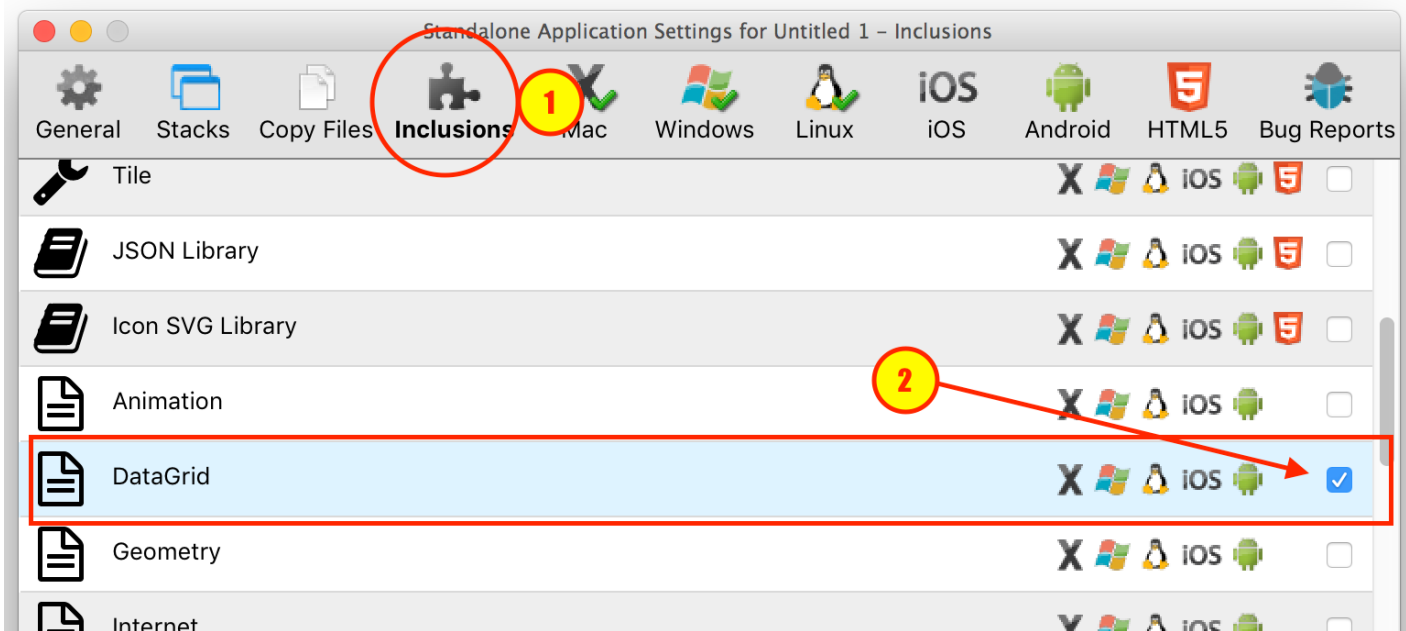 Standalone Application Settings for Untitled 1 – Inclusions
iOS
General Stacks Copy Files Inclusions 1 Mac Windows Linux iOS Android HTML5 Bug Reports
Tile iOS
JSON Library iOS
Icon SVG Library iOS
2
Animation iOS
DataGrid iOS
Geometry iOS
Internet iOS